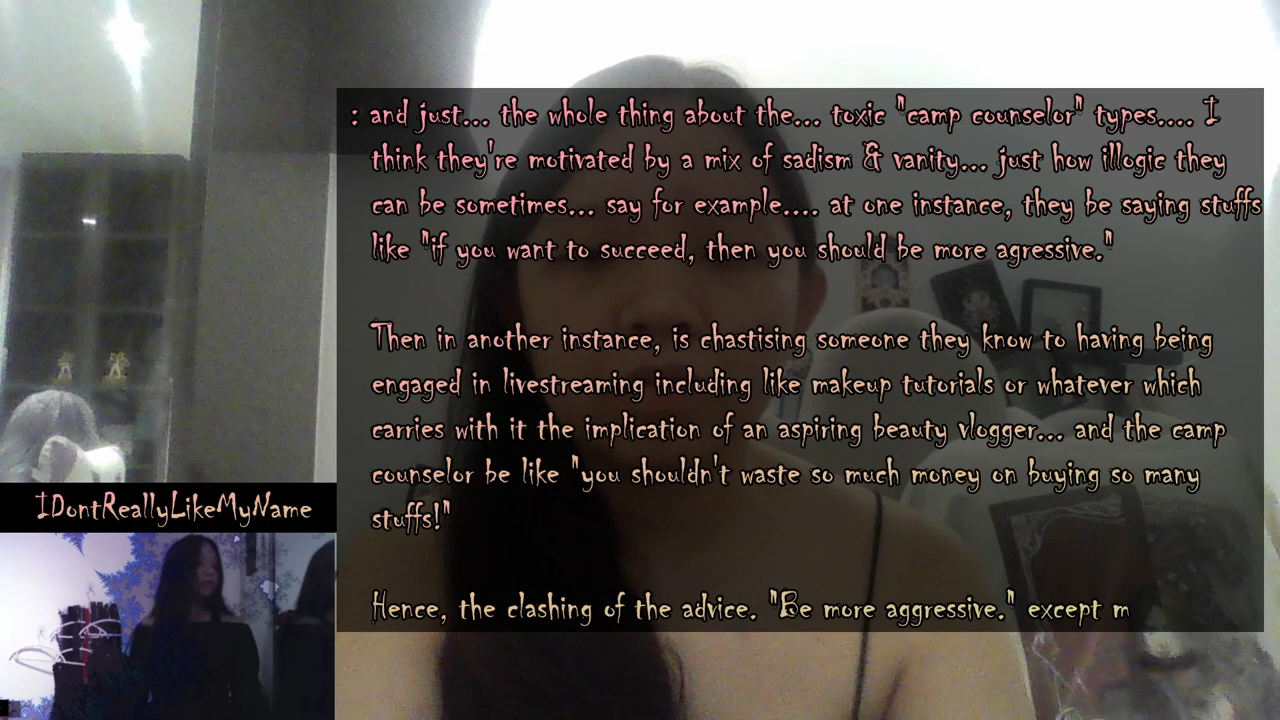 : and just... the whole thing about the... toxic "camp counselor" types.... I
think they're motivated by a mix of sadism & vanity... just how illogic they
can be sometimes... say for example.... at one instance, they be saying stuffs
like "if you want to succeed, then you should be more agressive."
Then in another instance, is chastising someone they know to having being
engaged in livestreaming including like makeup tutorials or whatever which
carries with it the implication of an aspiring beauty vlogger... and the camp
counselor be like "you shouldn't waste so much money on buying so many
stuffs!"
Hence, the clashing of the advice. "Be more aggressive." except m
IDontReallyLikeMyName